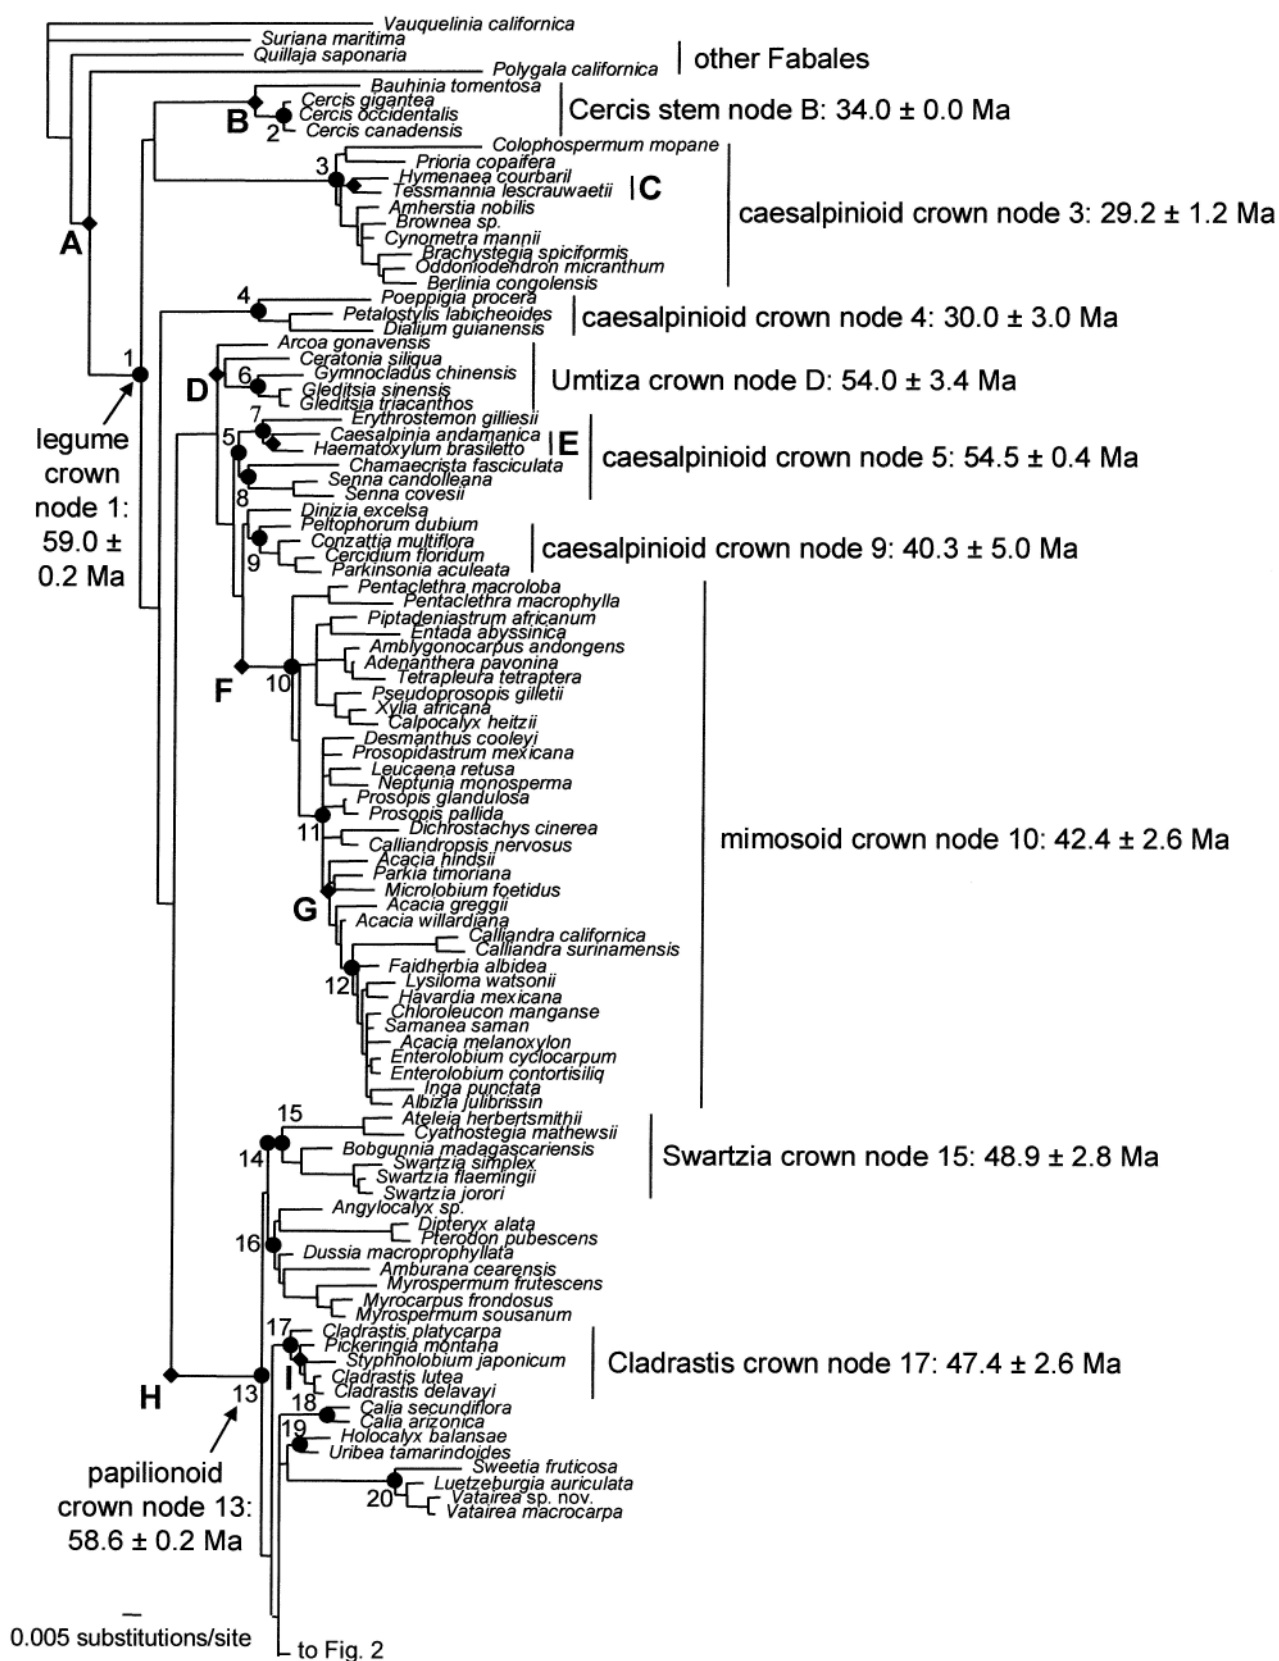 Vauquelinia californica
Suriana maritima
Quillaja saponaria
other Fabales
Polygala californica
Bauhinia tomentosa
Cercis gigantea
Cercis occidentalis
Cercis canadensis
B
2
Cercis stem node B: 34.0 ± 0.0 Ma
Colophospermum mopane
Prioria copaifera
3
Hymenaea courbaril
Tessmannia lescrauwaetii
C
Amherstia nobilis
Brownea sp.
Cynometra mannii
Brachystegia spiciformis
Oddoniodendron micranthum
Berlinia congolensis
caesalpinioid crown node 3: 29.2 ± 1.2 Ma
A
4
Poeppigia procera
Petalostylis labicheoides
Dialium guianensis
caesalpinioid crown node 4: 30.0 ± 3.0 Ma
Arcoa gonavensis
Ceratonia siliqua
Gymnocladus chinensis
Gleditsia sinensis
Gleditsia triacanthos
1
D
6
Umtiza crown node D: 54.0 ± 3.4 Ma
7
Erythrostemon gilliesii
Caesalpinia andamanica
Haematoxylum brasiletto
E
5
Chamaecrista fasciculata
Senna candolleana
Senna covesii
8
caesalpinioid crown node 5: 54.5 ± 0.4 Ma
legume
crown
node 1:
59.0 ±
0.2 Ma
Dinizia excelsa
Peltophorum dubium
Conzattia multiflora
Cercidium floridum
Parkinsonia aculeata
9
caesalpinioid crown node 9: 40.3 ± 5.0 Ma
Pentaclethra macroloba
Pentaclethra macrophylla
Piptadeniastrum africanum
Entada abyssinica
Amblygonocarpus andongens
Adenanthera pavonina
Tetrapleura tetraptera
F
10
Pseudoprosopis gilletii
Xylia africana
Calpocalyx heitzii
Desmanthus cooleyi
Prosopidastrum mexicana
Leucaena retusa
Neptunia monosperma
Prosopis glandulosa
Prosopis pallida
11
Dichrostachys cinerea
Calliandropsis nervosus
mimosoid crown node 10: 42.4 ± 2.6 Ma
Acacia hindsii
Parkia timoriana
Microlobium foetidus
G
Acacia greggii
Acacia willardiana
Calliandra californica
Calliandra surinamensis
Faidherbia albidea
12
Lysiloma watsonii
Havardia mexicana
Chloroleucon manganse
Samanea saman
Acacia melanoxylon
Enterolobium cyclocarpum
Enterolobium contortisiliq
Inga punctata
Albizia julibrissin
15
Ateleia herbertsmithii
Cyathostegia mathewsii
14
Bobgunnia madagascariensis
Swartzia simplex
Swartzia flaemingii
Swartzia jorori
Swartzia crown node 15: 48.9 ± 2.8 Ma
Angylocalyx sp.
Dipteryx alata
Pterodon pubescens
16
Dussia macroprophyllata
Amburana cearensis
Myrospermum frutescens
Myrocarpus frondosus
Myrospermum sousanum
17
Cladrastis platycarpa
Pickeringia montana
Styphnolobium japonicum
Cladrastis lutea
Cladrastis delavayi
I
Cladrastis crown node 17: 47.4 ± 2.6 Ma
H
13
18
Calia secundiflora
Calia arizonica
19
Holocalyx balansae
Uribea tamarindoides
Sweetia fruticosa
Luetzeburgia auriculata
20
Vatairea sp. nov.
Vatairea macrocarpa
papilionoid
crown node 13:
58.6 ± 0.2 Ma
0.005 substitutions/site
to Fig. 2